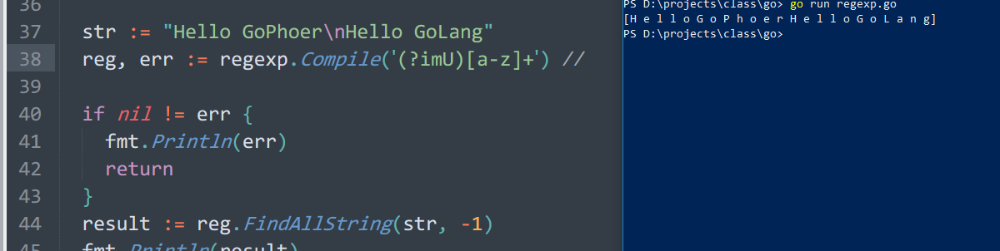 36
37 str := "Hello GoPhoer\nHello GoLang"
38 reg, err := regexp.Compile(`(?imU)[a-z]+`) //
39
40 if nil != err {
41 fmt.Println(err)
42 return
43 }
44 result := reg.FindAllString(str, -1)
45 fmt.Println(result)
PS D:\projects\class\go> go run regexp.go
[H e l l o G o P h o e r H e l l o G o L a n g]
PS D:\projects\class\go>